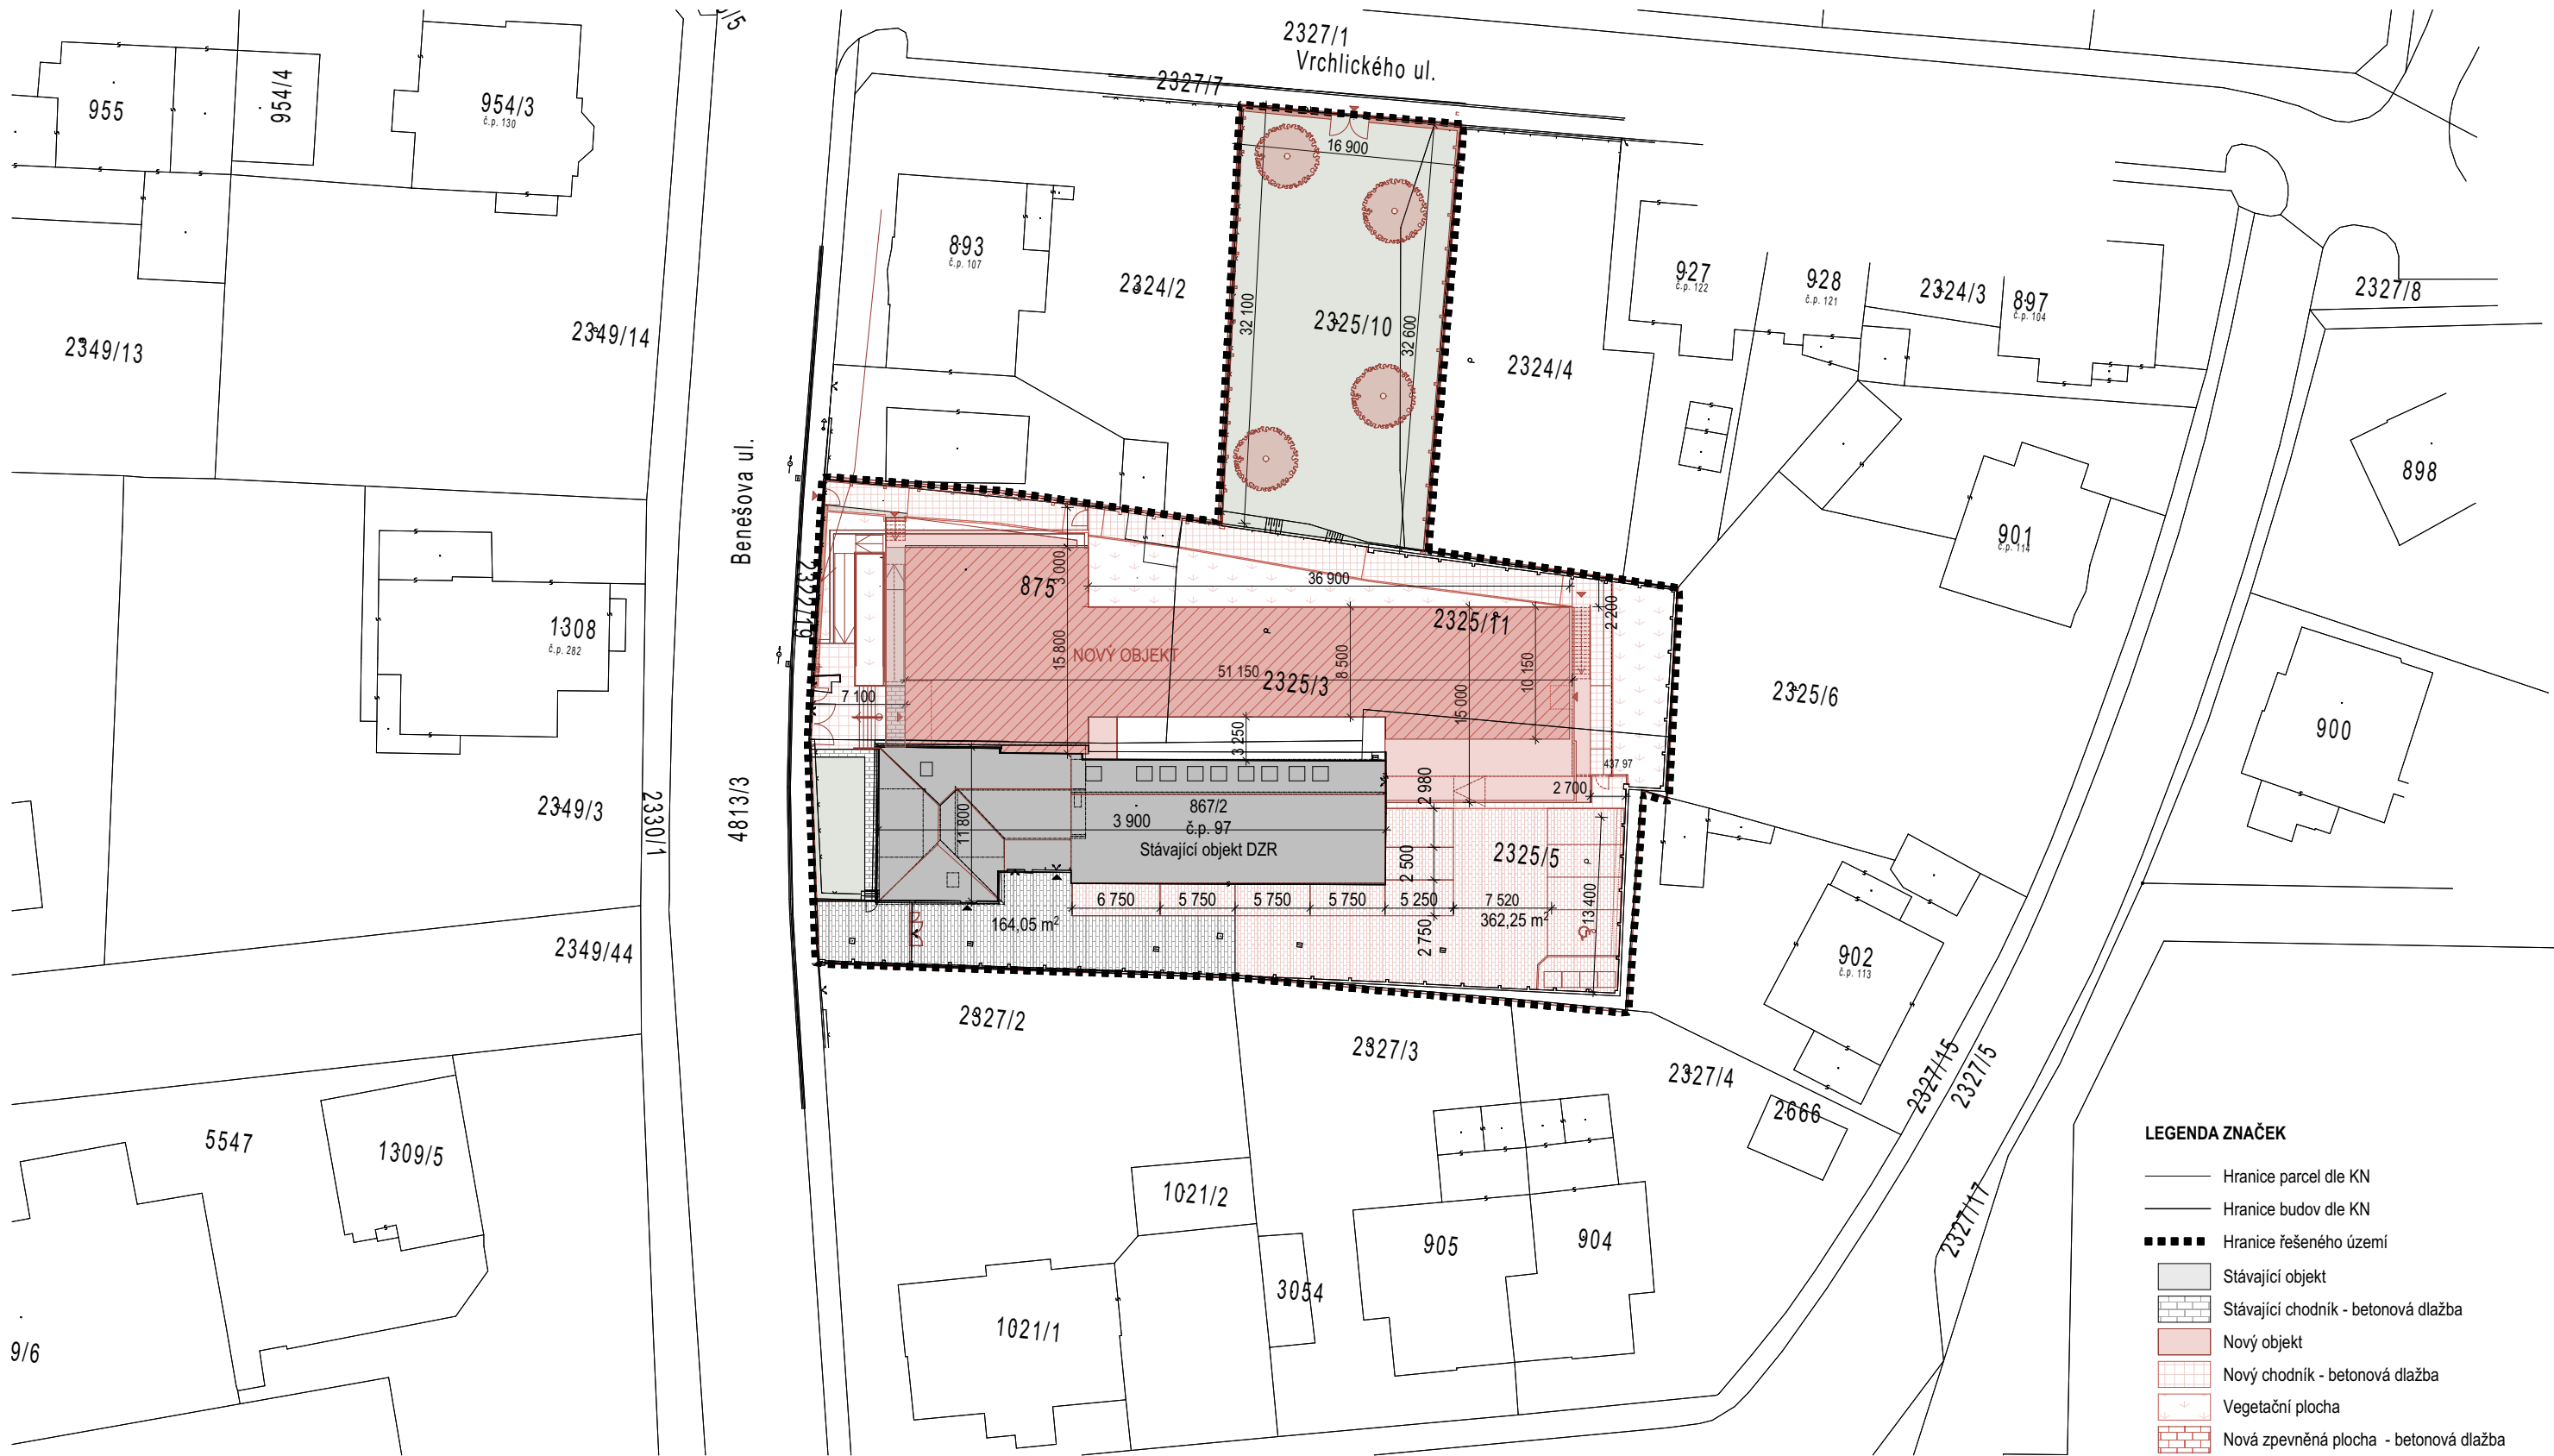 2327/1
Vrchlického ul.
2327/7
955
954/4
954/3
č.p. 130
16 900
893
č.p. 107
2324/2
32 100
2325/10
32 600
2324/4
927
č.p. 122
928
č.p. 121
2324/3
897
č.p. 104
2327/8
2349/13
2349/14
898
901
č.p. 114
Benešova ul.
2322/19
875
3 000
36 900
2325/11
2 200
1308
č.p. 282
15 800
NOVÝ OBJEKT
8 500
10 150
51 150
2325/3
15 000
7 100
2325/6
900
3 250
437 97
2 700
2 980
2349/3
2330/1
4813/3
11 800
3 900
867/2
č.p. 97
Stávající objekt DZR
2325/5
2 500
6 750
5 750
5 750
5 750
5 250
7 520
13 400
164,05 m²
362,25 m²
2 750
2349/44
902
č.p. 113
2327/2
2327/3
2327/4
2666
2327/15
2327/5
2327/17
5547
1309/5
1021/2
1021/1
3054
905
904
9/6
LEGENDA ZNAČEK
Hranice parcel dle KN
Hranice budov dle KN
Hranice řešeného území
Stávající objekt
Stávající chodník - betonová dlažba
Nový objekt
Nový chodník - betonová dlažba
Vegetační plocha
Nová zpevněná plocha - betonová dlažba